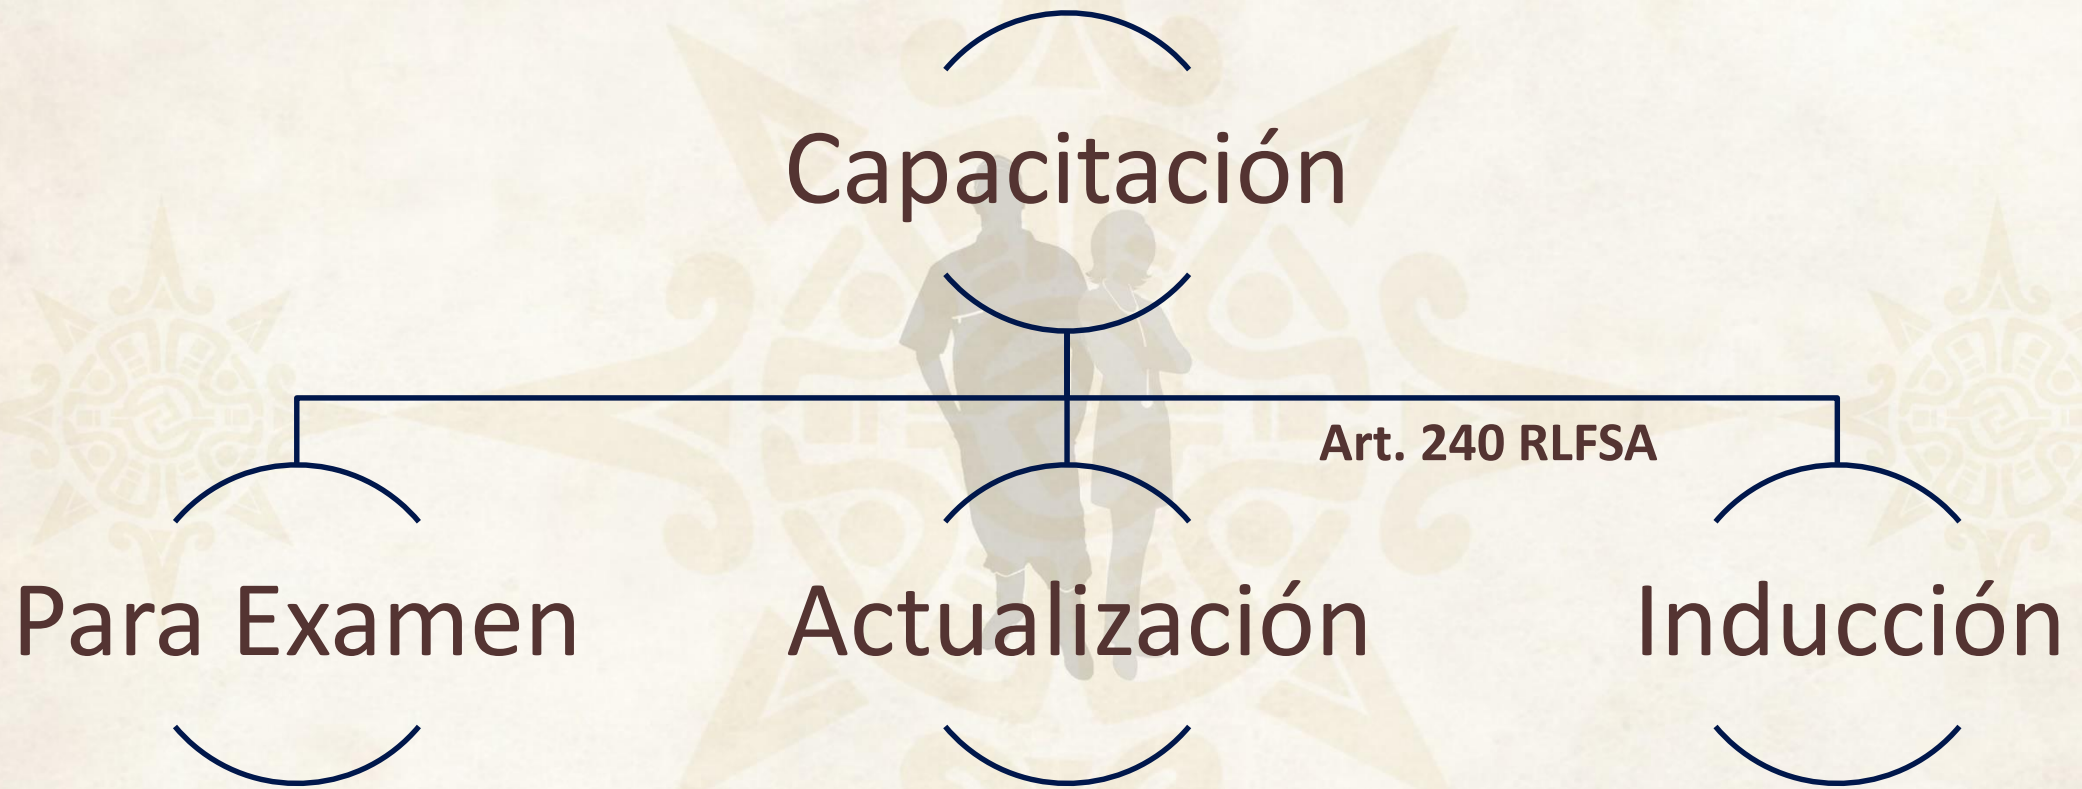 Capacitación
Art. 240 RLFSA
Para Examen
Actualización
Inducción